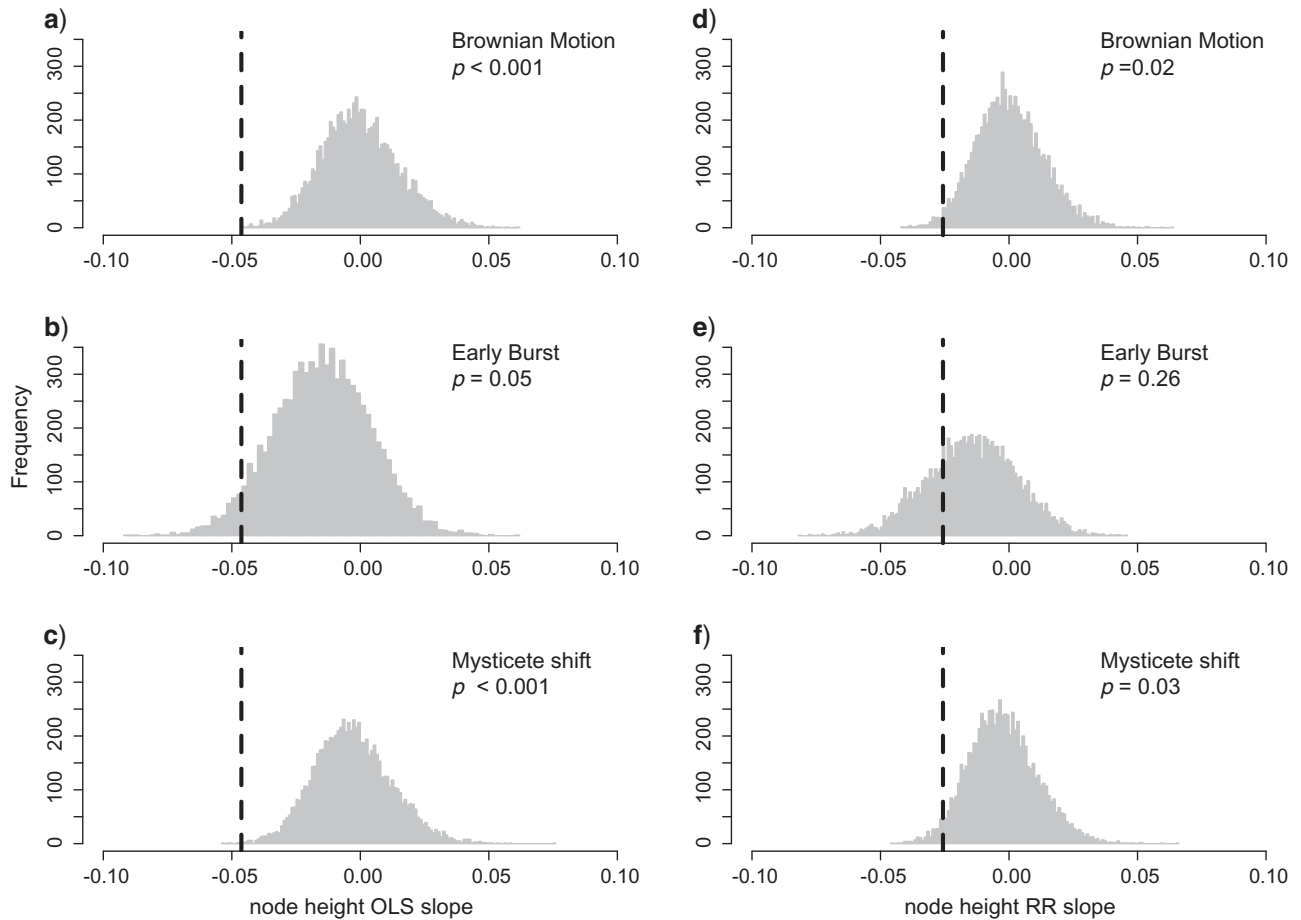 a)
Brownian Motion
p < 0.001
300
200
100
0
-0.10 -0.05 0.00 0.05 0.10
d)
Brownian Motion
p =0.02
300
200
100
0
-0.10 -0.05 0.00 0.05 0.10
b)
Early Burst
p = 0.05
Frequency
300
200
100
0
-0.10 -0.05 0.00 0.05 0.10
e)
Early Burst
p = 0.26
300
200
100
0
-0.10 -0.05 0.00 0.05 0.10
c)
Mysticete shift
p < 0.001
300
200
100
0
-0.10 -0.05 0.00 0.05 0.10
node height OLS slope
f)
Mysticete shift
p = 0.03
300
200
100
0
-0.10 -0.05 0.00 0.05 0.10
node height RR slope